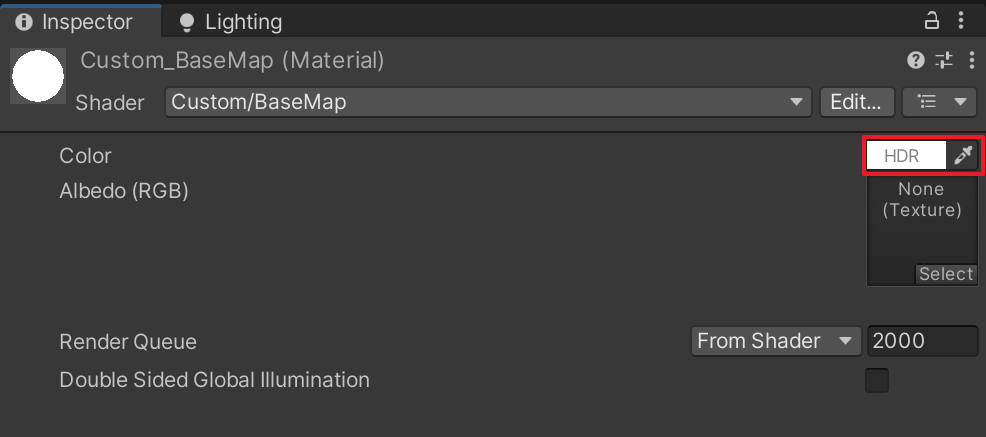 Inspector
Lighting
Custom_BaseMap (Material)
Shader
Custom/BaseMap
Edit...
Color
HDR
Albedo (RGB)
None
(Texture)
Select
Render Queue
From Shader
2000
Double Sided Global Illumination